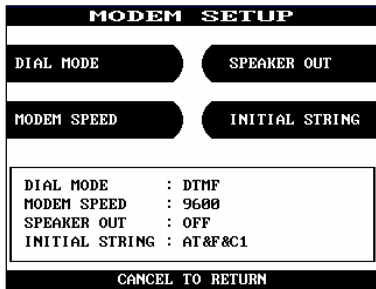 MODEM SETUP
DIAL MODE
SPEAKER OUT
MODEM SPEED
INITIAL STRING
DIAL MODE : DTMF
MODEM SPEED : 9600
SPEAKER OUT : OFF
INITIAL STRING : AT&F&C1
CANCEL TO RETURN